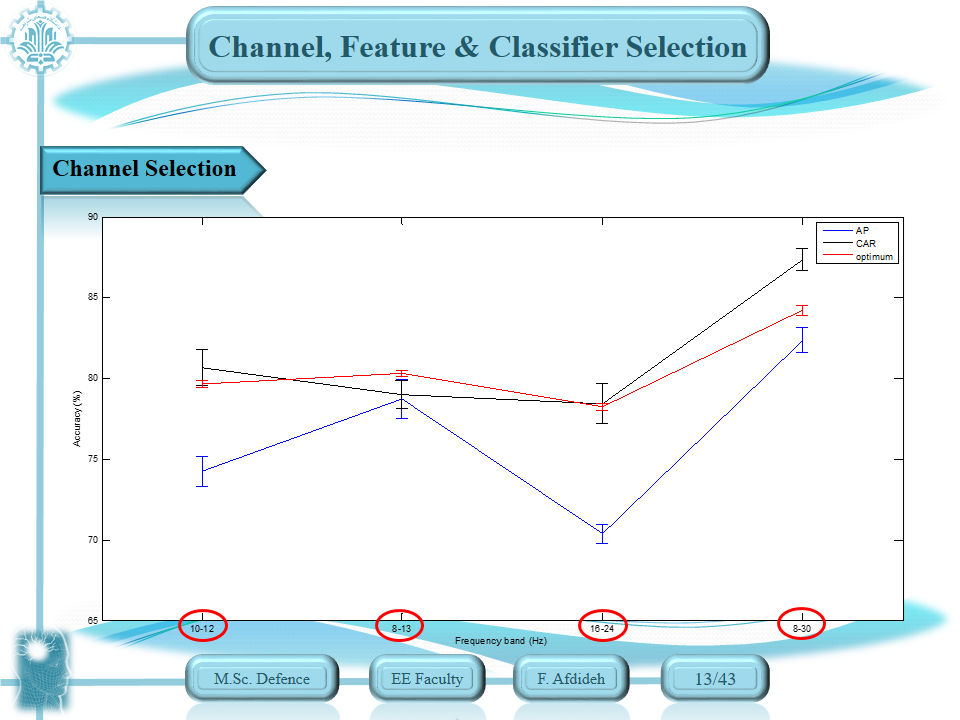 Channel, Feature & Classifier Selection
Channel Selection
90
85
80
75
70
65
Accuracy (%)
AP
CAR
optimum
10-12
8-13
16-24
8-30
Frequency band (Hz)
M.Sc. Defence
EE Faculty
F. Afdideh
13/43